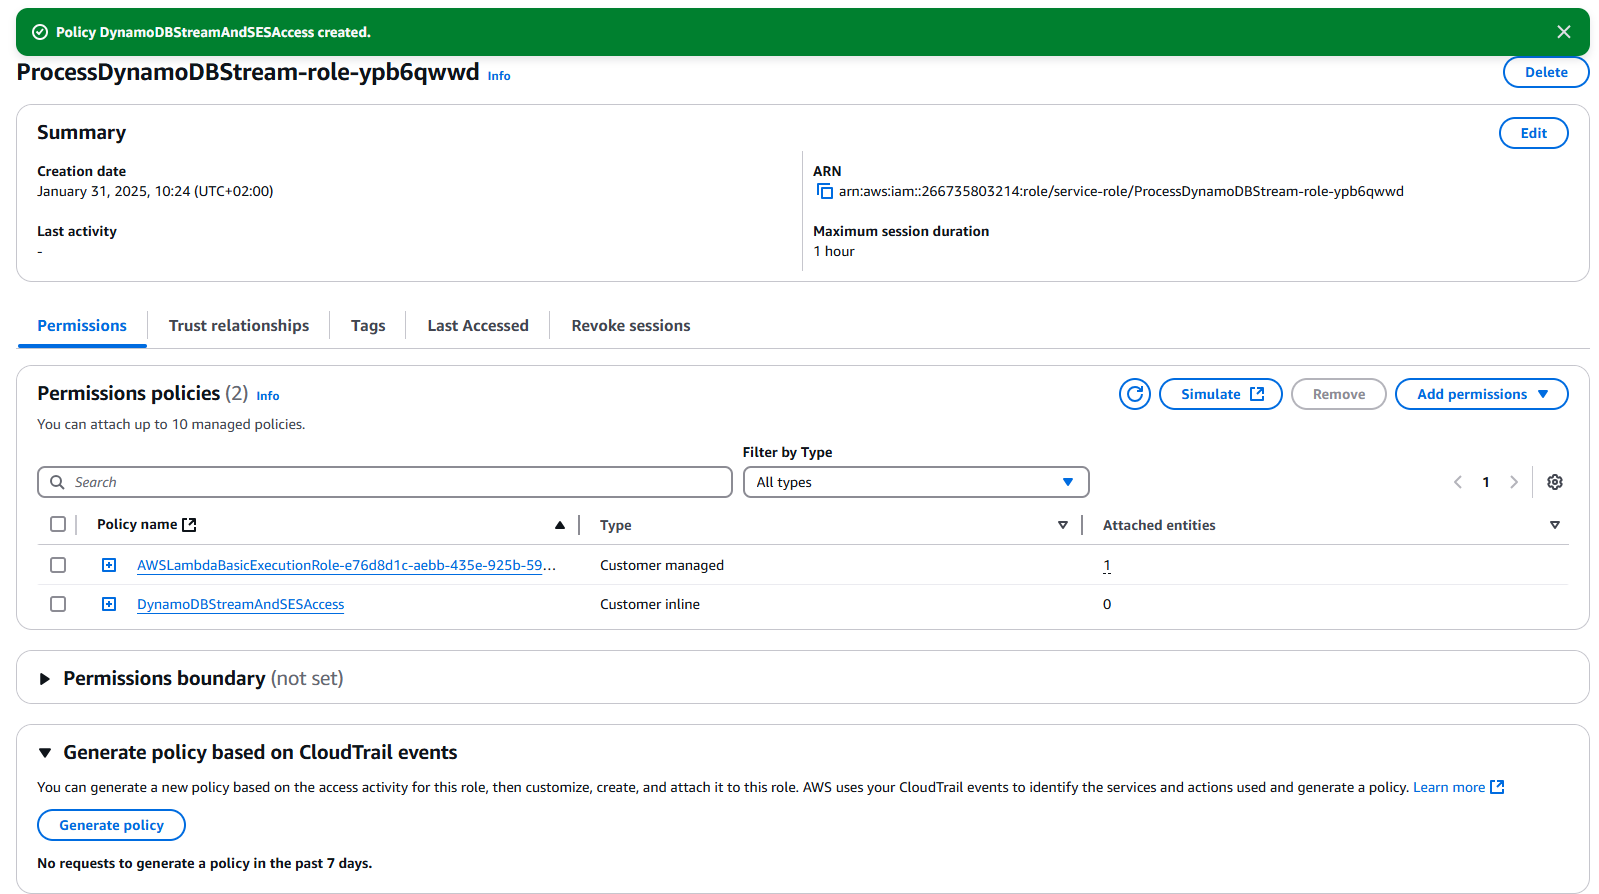 Policy DynamoDBStreamAndSESAccess created.
ProcessDynamoDBStream-role-ypb6qwwd Info
Delete
Summary
Edit
Creation date
January 31, 2025, 10:24 (UTC+02:00)
ARN
arn:aws:iam::266735803214:role/service-role/ProcessDynamoDBStream-role-ypb6qwwd
Last activity
-
Maximum session duration
1 hour
Permissions
Trust relationships
Tags
Last Accessed
Revoke sessions
Permissions policies (2) Info
Simulate
Remove
Add permissions
You can attach up to 10 managed policies.
Filter by Type
Search
All types
1
Policy name
Type
Attached entities
AWSLambdaBasicExecutionRole-e76d8d1c-aebb-435e-925b-59...
Customer managed
1
DynamoDBStreamAndSESAccess
Customer inline
0
Permissions boundary (not set)
Generate policy based on CloudTrail events
You can generate a new policy based on the access activity for this role, then customize, create, and attach it to this role. AWS uses your CloudTrail events to identify the services and actions used and generate a policy. Learn more
Generate policy
No requests to generate a policy in the past 7 days.